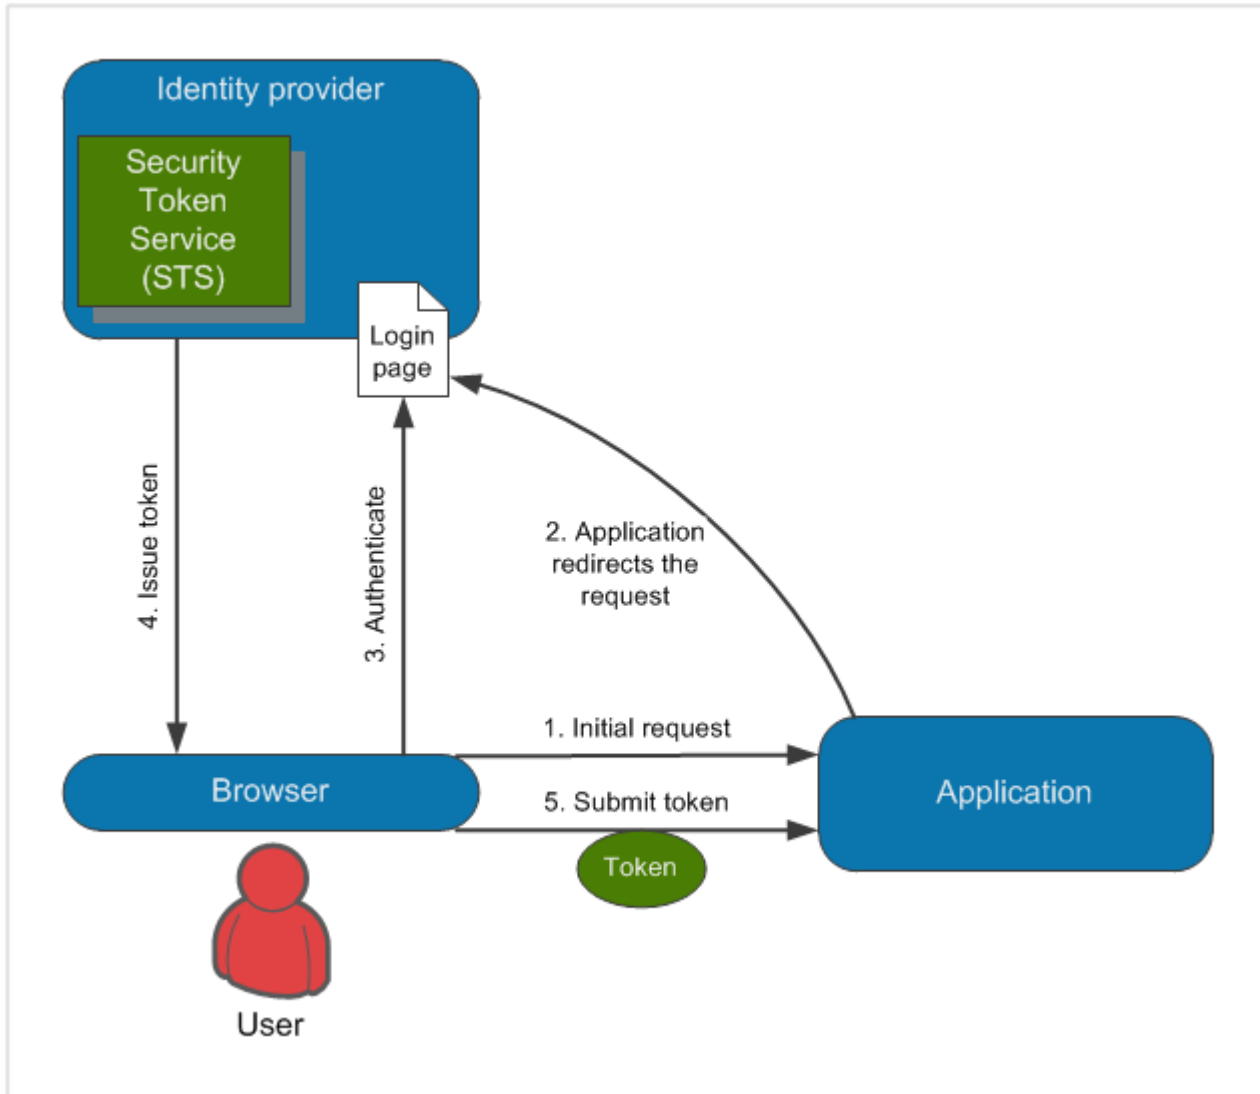 Identity provider
Security
Token
Service
(STS)
Login
page
4. Issue token
3. Authenticate
2. Application
redirects the
request
1. Initial request
Browser
5. Submit token
Application
Token
User